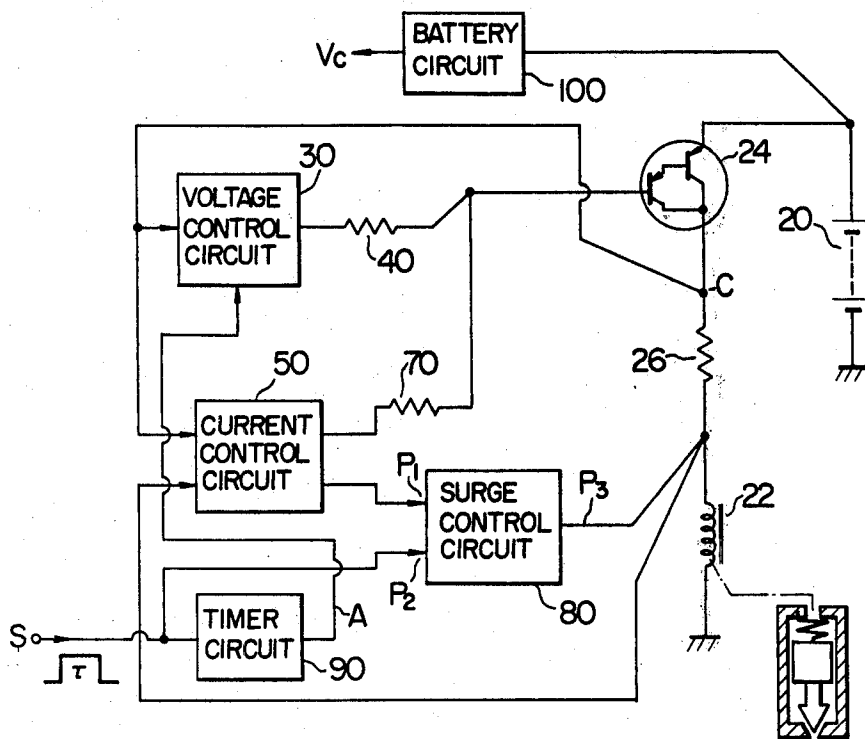 Vc
BATTERY
CIRCUIT
100
30
24
VOLTAGE
CONTROL
CIRCUIT
40
20
C
26
50
70
CURRENT
CONTROL
CIRCUIT
P1
SURGE
CONTROL
CIRCUIT
P3
22
P2
80
S
TIMER
CIRCUIT
A
90
τ